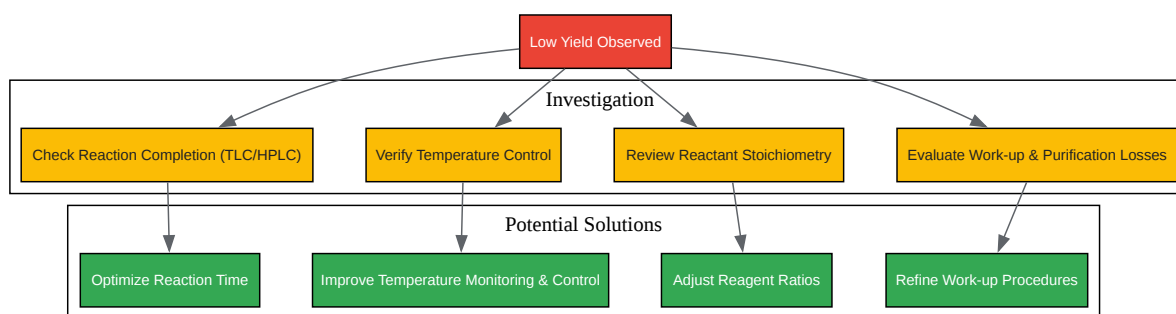 Low Yield Observed
Investigation
Check Reaction Completion (TLC/HPLC)
Verify Temperature Control
Review Reactant Stoichiometry
Evaluate Work-up & Purification Losses
Potential Solutions
Optimize Reaction Time
Improve Temperature Monitoring & Control
Adjust Reagent Ratios
Refine Work-up Procedures